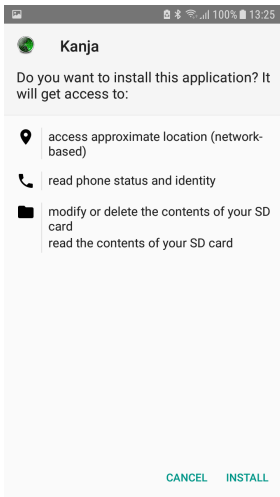 100% 13:25
Kanja
Do you want to install this application? It
will get access to:
access approximate location (network-
based)
read phone status and identity
modify or delete the contents of your SD
card
read the contents of your SD card
CANCEL INSTALL